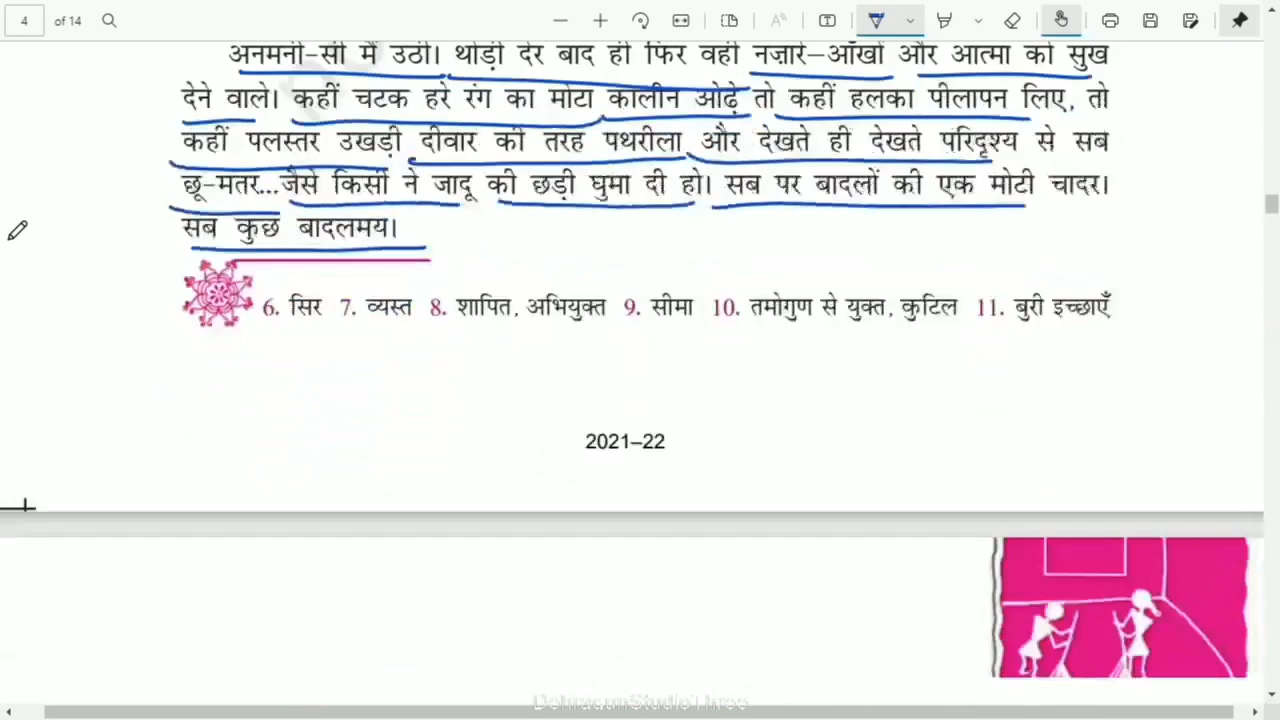 4 of 14
अनमनी-सी मैं उठी। थोड़ी देर बाद ही फिर वही नज़ारे–आँखों और आत्मा को सुख
देने वाले। कहीं चटक हरे रंग का मोटा कालीन ओढ़े तो कहीं हलका पीलापन लिए, तो
कहीं पलस्तर उखड़ी दीवार की तरह पथरीला और देखते ही देखते परिदृश्य से सब
छू-मतर...जैसे किसी ने जादू की छड़ी घुमा दी हो। सब पर बादलों की एक मोटी चादर।
सब कुछ बादलमय।
6. सिर 7. व्यस्त 8. शापित, अभियुक्त 9. सीमा 10. तमोगुण से युक्त, कुटिल 11. बुरी इच्छाएँ
2021–22